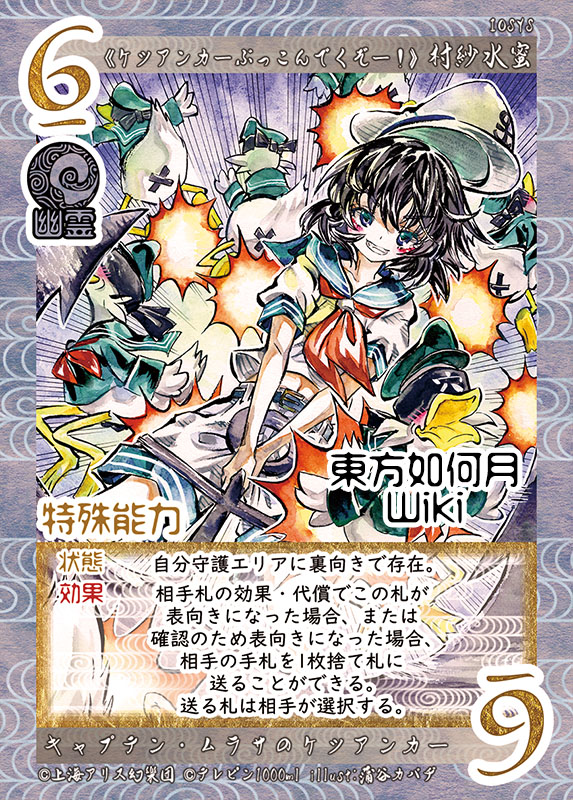 IOSYS
《ケツアンカーぶっこんでくぞー!》村紗水蜜
6
幽霊
六
東方如何月
Wiki
特殊能力
状態 自分守護エリアに裏向きで存在。
効果 相手札の効果・代償でこの札が
表向きになった場合、または
確認のため表向きになった場合、
相手の手札を1枚捨て札に
送ることができる。
送る札は相手が選択する。
6
キャプテン・ムラサのケツアンカー
©上海アリス幻樂団 ©テレピン1000ml illust:蒲谷カバヂ